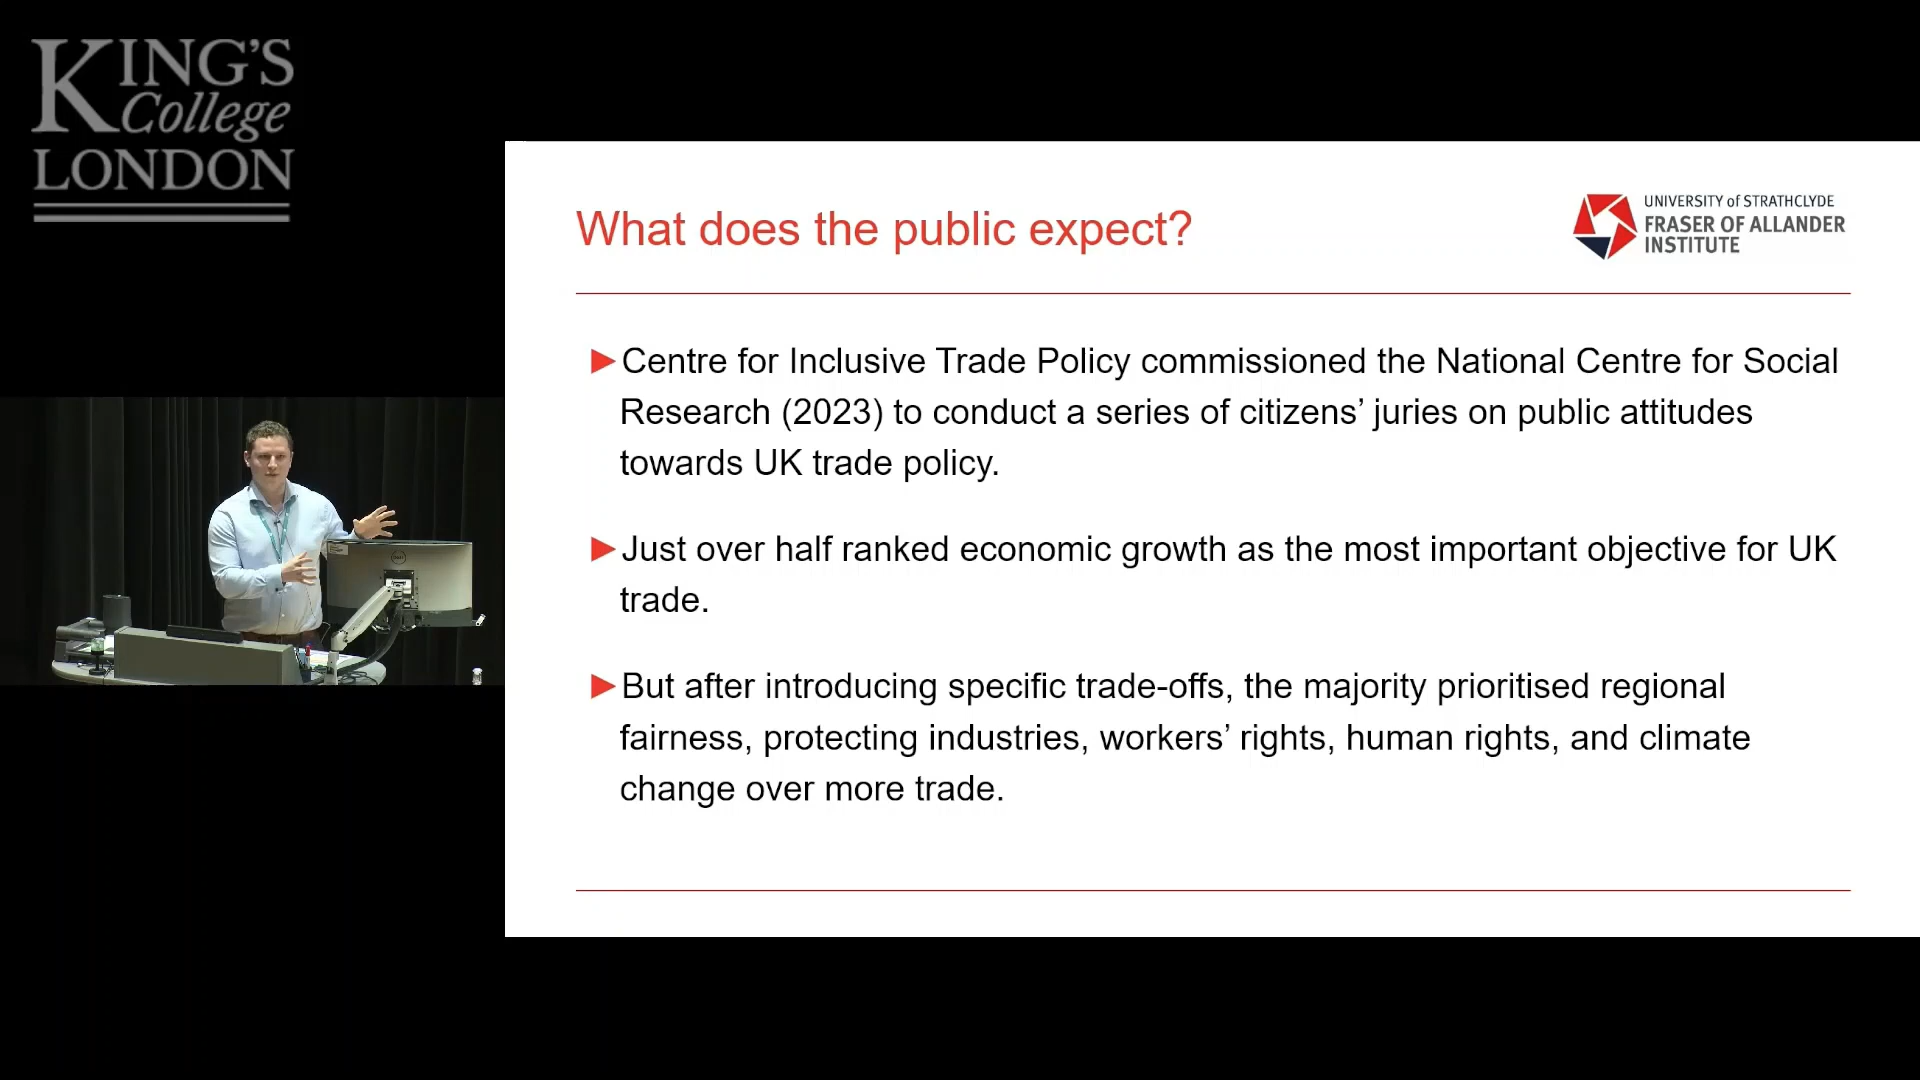 KING'S
College
LONDON
What does the public expect?
UNIVERSITY of STRATHCLYDE
FRASER OF ALLANDER
INSTITUTE
►Centre for Inclusive Trade Policy commissioned the National Centre for Social
Research (2023) to conduct a series of citizens’ juries on public attitudes
towards UK trade policy.
►Just over half ranked economic growth as the most important objective for UK
trade.
►But after introducing specific trade-offs, the majority prioritised regional
fairness, protecting industries, workers’ rights, human rights, and climate
change over more trade.